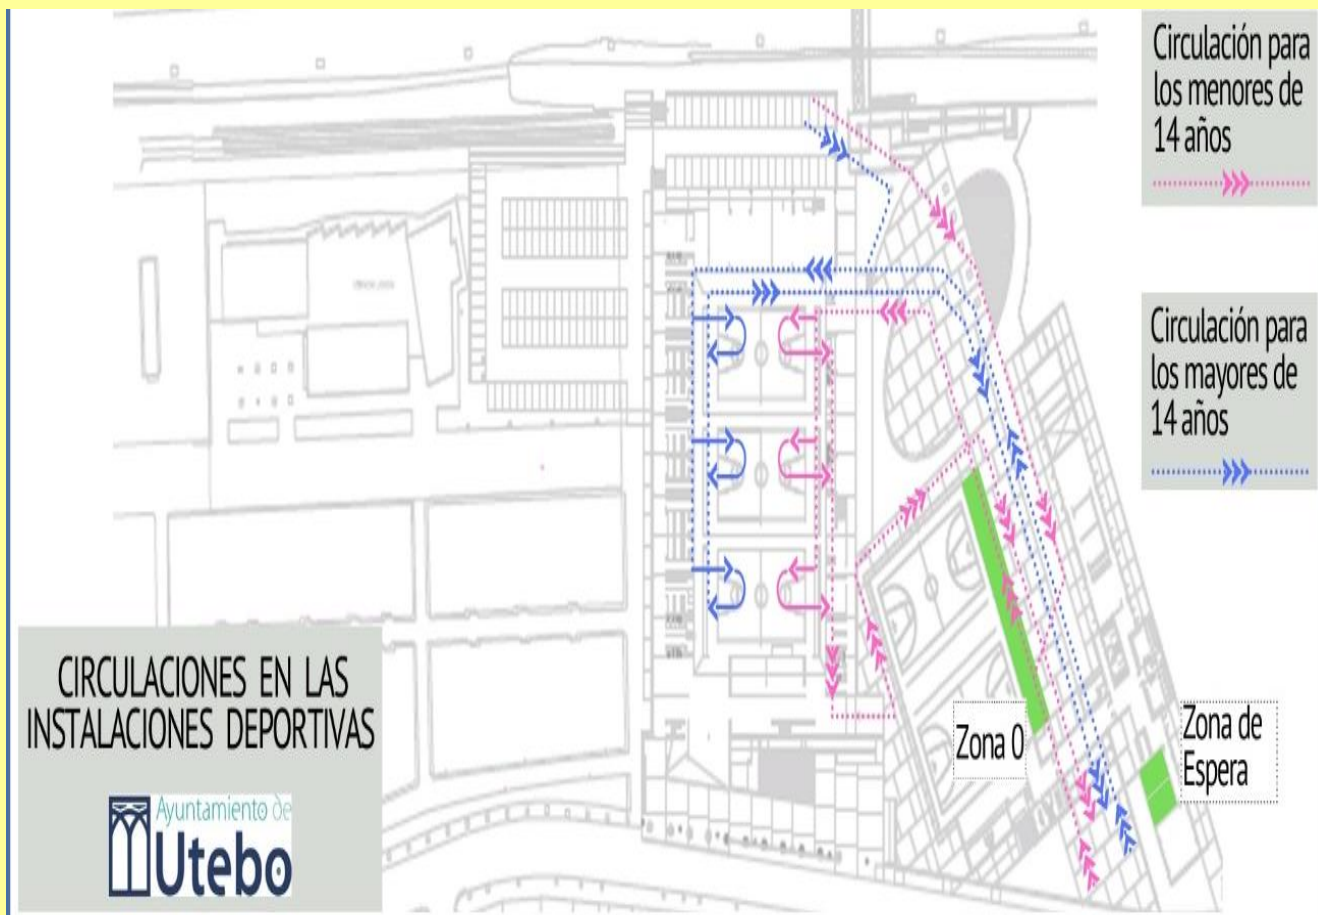 Circulación para
los menores de
14 años
Circulación para
los mayores de
14 años
CIRCULACIONES EN LAS
INSTALACIONES DEPORTIVAS
Ayuntamiento de
Utebo
Zona 0
Zona de
Espera